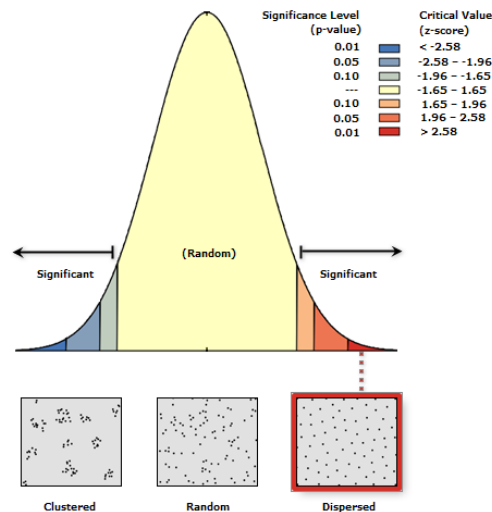 Significance Level Critical Value
(p-value) (z-score)
0.01 < -2.58
0.05 -2.58 – -1.96
0.10 -1.96 – -1.65
--- -1.65 – 1.65
0.10 1.65 – 1.96
0.05 1.96 – 2.58
0.01 > 2.58
(Random)
Significant Significant
Clustered Random Dispersed